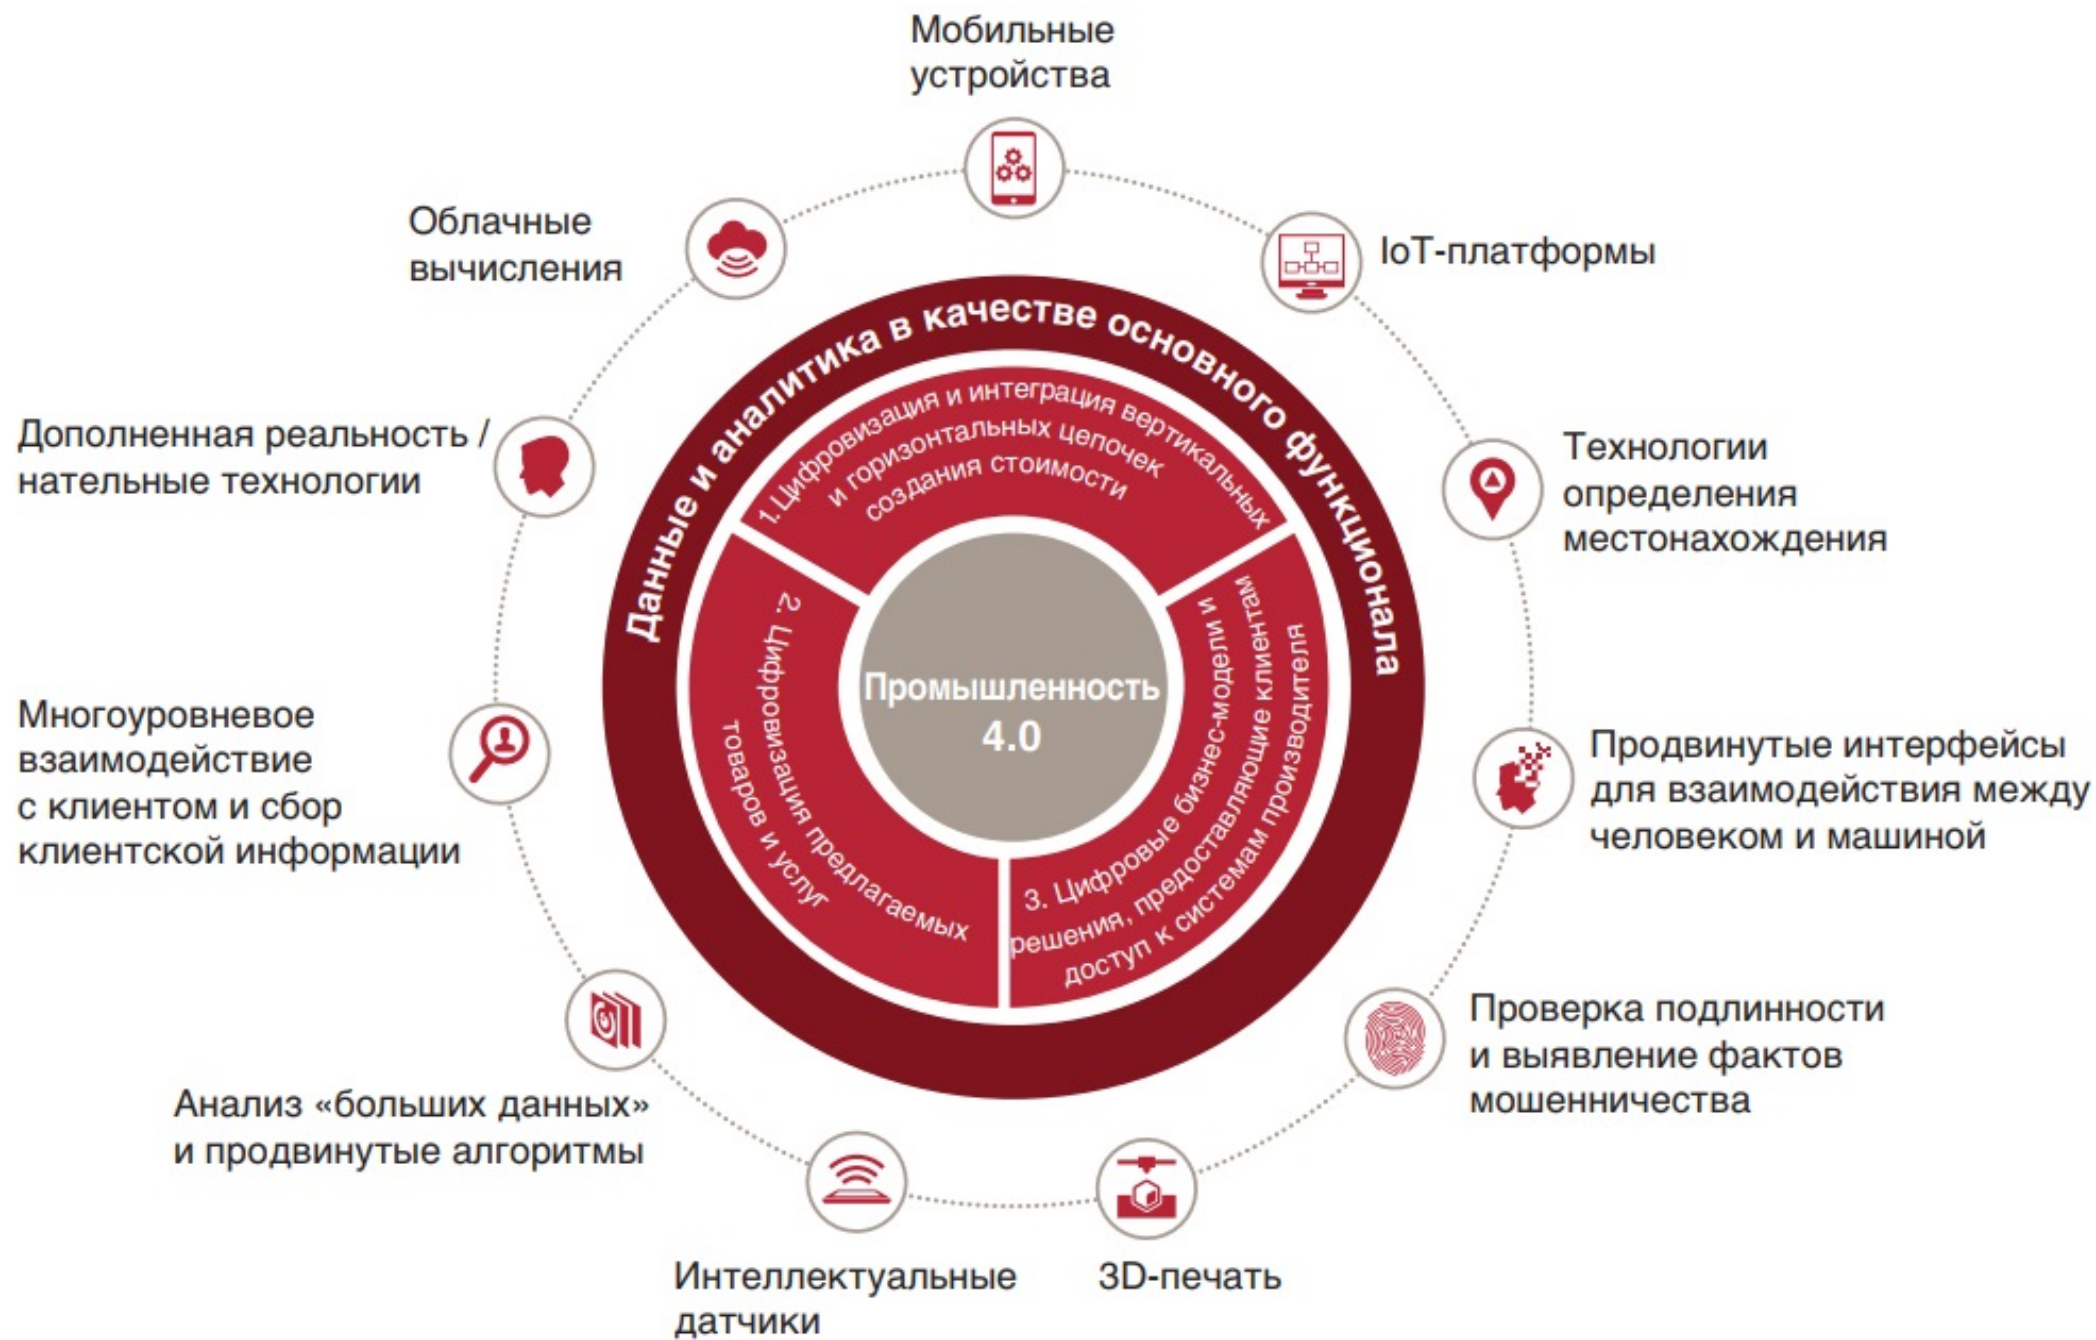 Мобильные
устройства
IoT-платформы
Технологии
определения
местонахождения
Продвинутые интерфейсы
для взаимодействия между
человеком и машиной
Проверка подлинности
и выявление фактов
мошенничества
3D-печать
Интеллектуальные
датчики
Анализ «больших данных»
и продвинутые алгоритмы
Многоуровневое
взаимодействие
с клиентом и сбор
клиентской информации
Дополненная реальность /
нательные технологии
Облачные
вычисления
Данные и аналитика в качестве основного функционала
1. Цифровизация и интеграция вертикальных
и горизонтальных цепочек
создания стоимости
2. Цифровизация предлагаемых
товаров и услуг
3. Цифровые бизнес-модели и
решения, предоставляющие клиентам
доступ к системам производителя
Промышленность
4.0